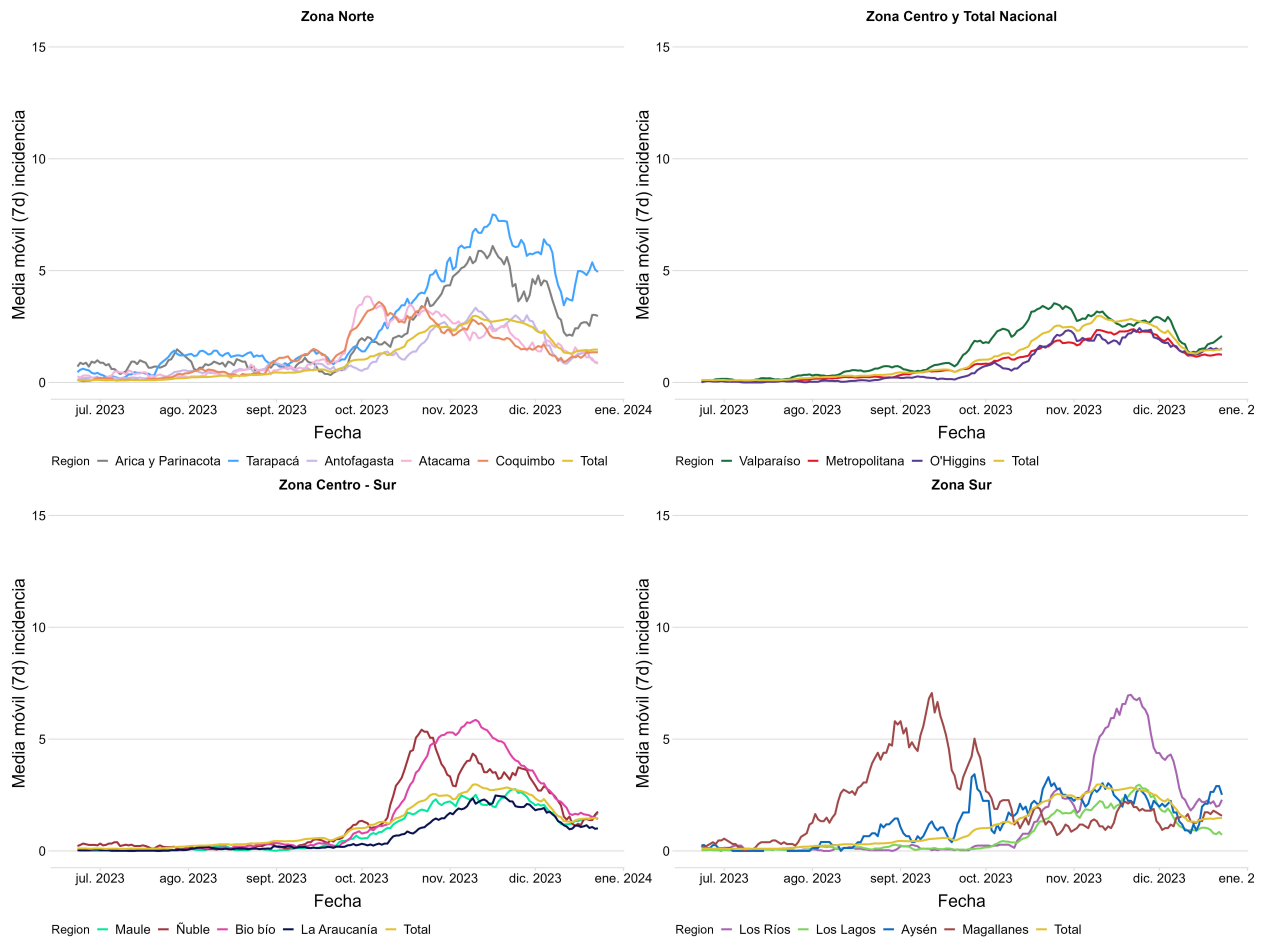 Zona Norte
Media móvil (7d) incidencia
15
10
5
0
jul. 2023 ago. 2023 sept. 2023 oct. 2023 nov. 2023 dic. 2023 ene. 2024
Fecha
Region Arica y Parinacota Tarapacá Antofagasta Atacama Coquimbo Total
Zona Centro y Total Nacional
Media móvil (7d) incidencia
15
10
5
0
jul. 2023 ago. 2023 sept. 2023 oct. 2023 nov. 2023 dic. 2023 ene. 2
Fecha
Region Valparaíso Metropolitana O'Higgins Total
Zona Centro - Sur
Media móvil (7d) incidencia
15
10
5
0
jul. 2023 ago. 2023 sept. 2023 oct. 2023 nov. 2023 dic. 2023 ene. 2024
Fecha
Region Maule Ñuble Bio bío La Araucanía Total
Zona Sur
Media móvil (7d) incidencia
15
10
5
0
jul. 2023 ago. 2023 sept. 2023 oct. 2023 nov. 2023 dic. 2023 ene. 2
Fecha
Region Los Ríos Los Lagos Aysén Magallanes Total